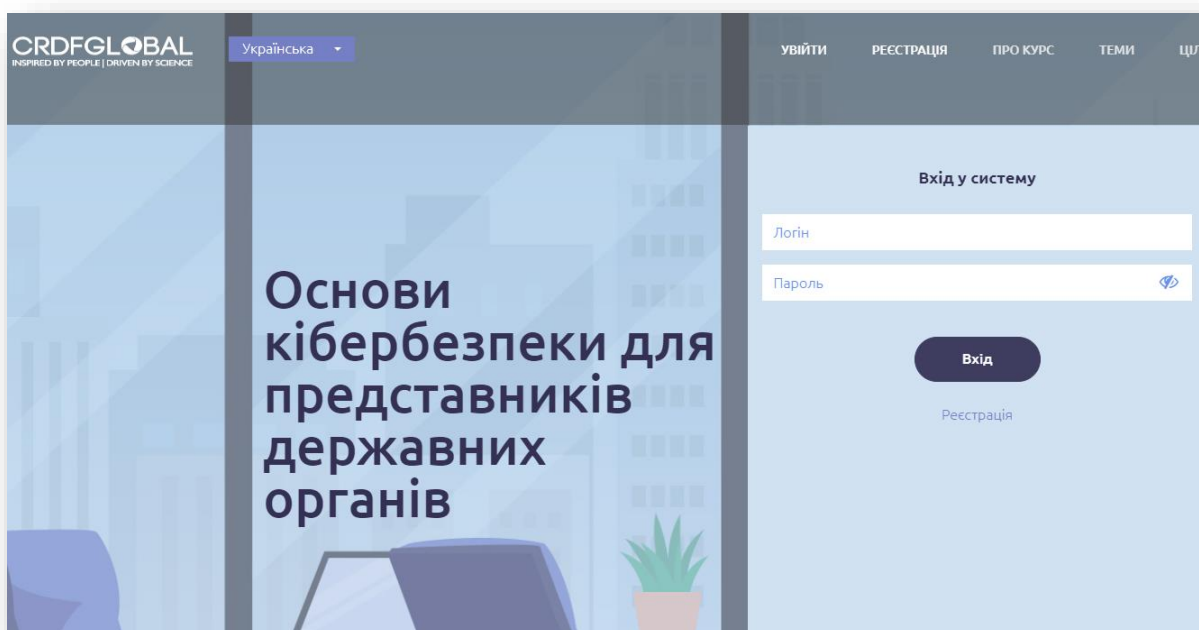 CRDFGLOBAL
INSPIRED BY PEOPLE | DRIVEN BY SCIENCE
Українська
УВІЙТИ РЕЄСТРАЦІЯ ПРО КУРС ТЕМИ ЦІЛ
Основи
кібербезпеки для
представників
державних
органів
Вхід у систему
Логін
Пароль
Вхід
Реєстрація